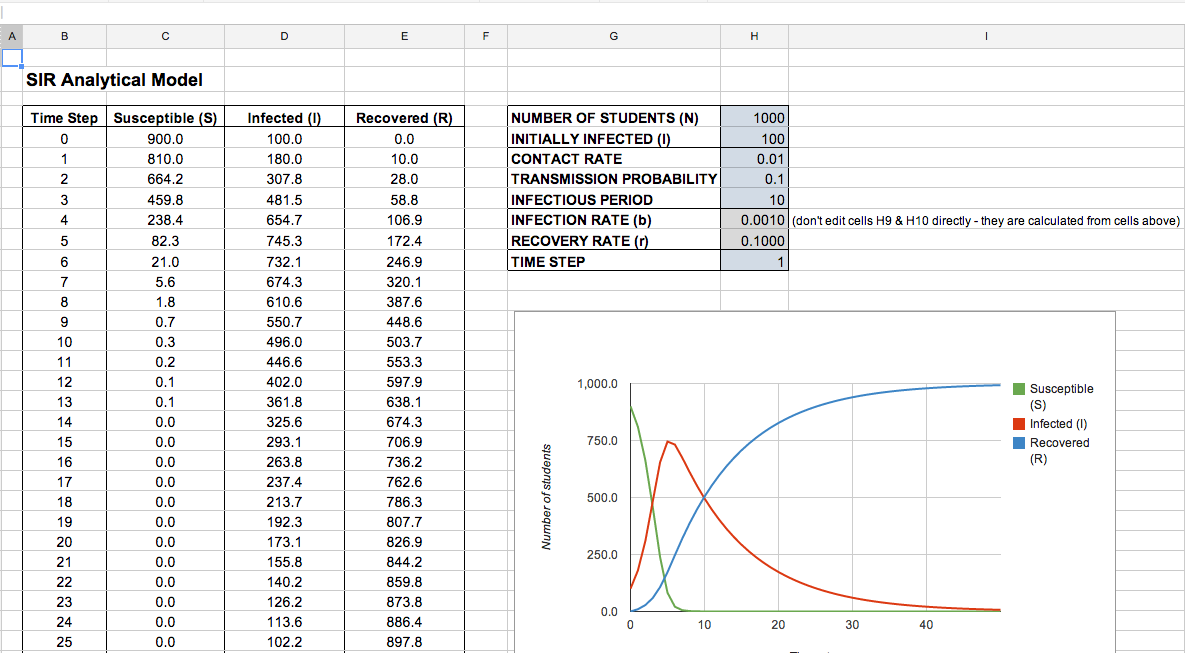 A B C D E F G H I
SIR Analytical Model
Time Step Susceptible (S) Infected (I) Recovered (R)
0 900.0 100.0 0.0
1 810.0 180.0 10.0
2 664.2 307.8 28.0
3 459.8 481.5 58.8
4 238.4 654.7 106.9
5 82.3 745.3 172.4
6 21.0 732.1 246.9
7 5.6 674.3 320.1
8 1.8 610.6 387.6
9 0.7 550.7 448.6
10 0.3 496.0 503.7
11 0.2 446.6 553.3
12 0.1 402.0 597.9
13 0.1 361.8 638.1
14 0.0 325.6 674.3
15 0.0 293.1 706.9
16 0.0 263.8 736.2
17 0.0 237.4 762.6
18 0.0 213.7 786.3
19 0.0 192.3 807.7
20 0.0 173.1 826.9
21 0.0 155.8 844.2
22 0.0 140.2 859.8
23 0.0 126.2 873.8
24 0.0 113.6 886.4
25 0.0 102.2 897.8
NUMBER OF STUDENTS (N) 1000
INITIALLY INFECTED (I) 100
CONTACT RATE 0.01
TRANSMISSION PROBABILITY 0.1
INFECTIOUS PERIOD 10
INFECTION RATE (b) 0.0010 (don't edit cells H9 & H10 directly - they are calculated from cells above)
RECOVERY RATE (r) 0.1000
TIME STEP 1
Number of students
1,000.0
750.0
500.0
250.0
0.0
0 10 20 30 40
Susceptible
(S)
Infected (I)
Recovered
(R)